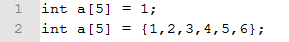 1 int a[5] = 1;
2 int a[5] = {1,2,3,4,5,6};